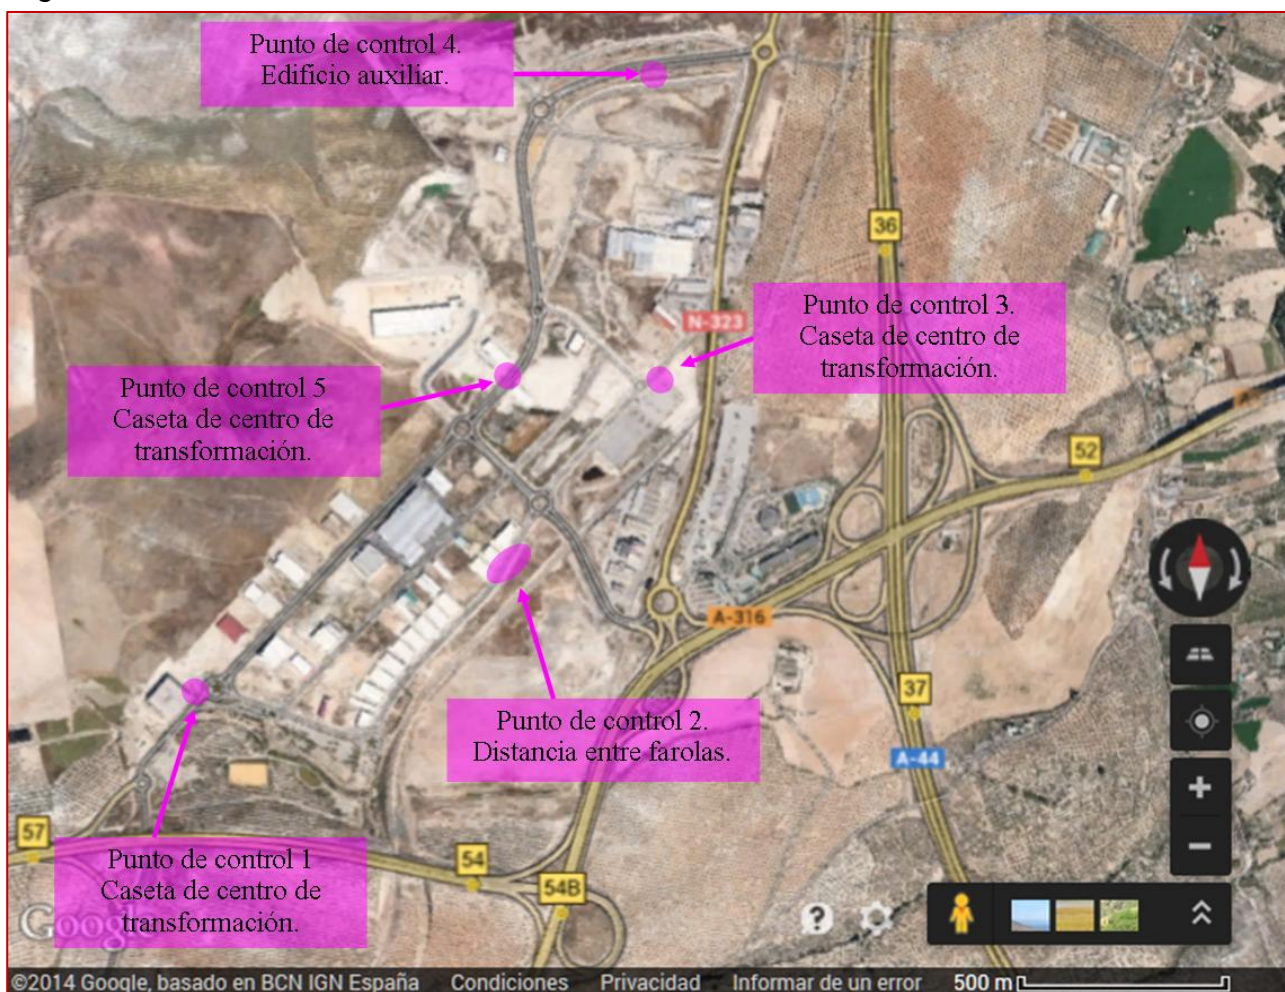 Punto de control 4.
Edificio auxiliar.
36
Punto de control 3.
Caseta de centro de
transformación.
N-323
Punto de control 5
Caseta de centro de
transformación.
52
A-316
37
Punto de control 2.
Distancia entre farolas.
A-44
57
54
54B
Punto de control 1
Caseta de centro de
transformación.
Google
?
©2014 Google, basado en BCN IGN España Condiciones Privacidad Informar de un error 500 m